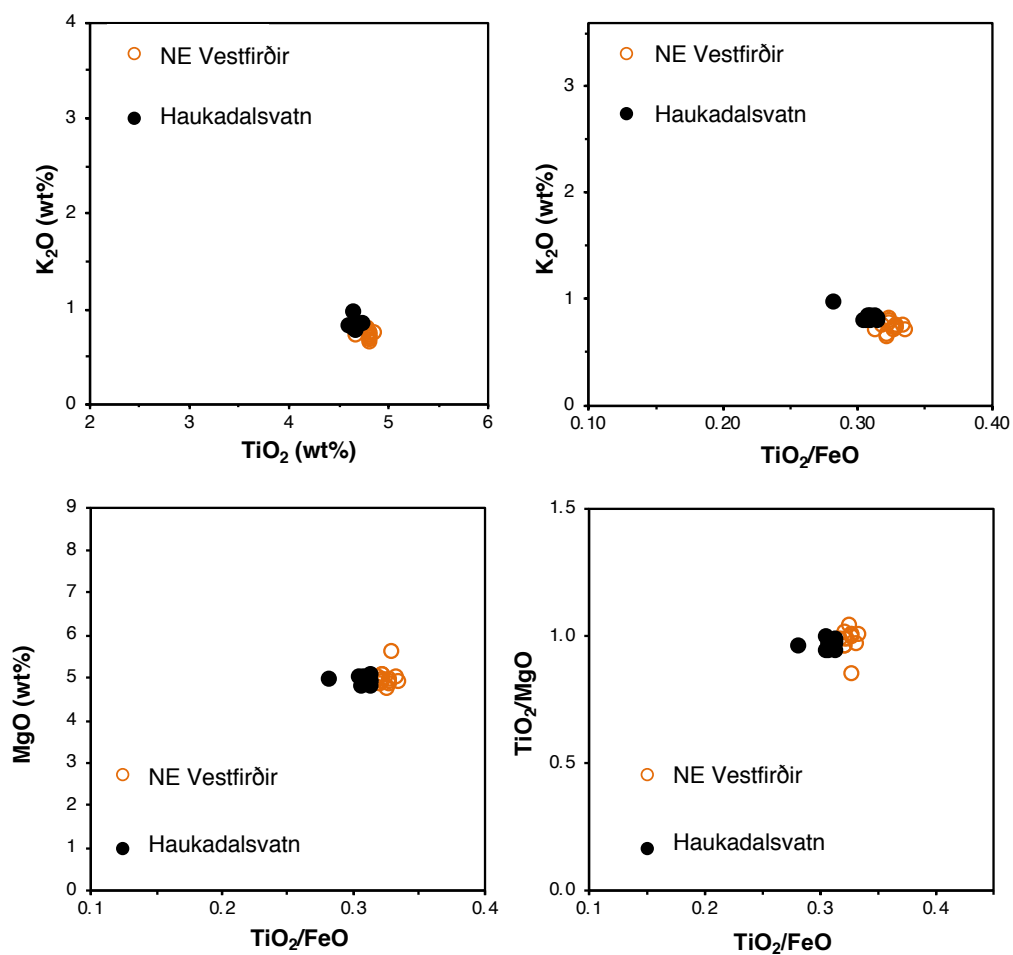 4
3
2
1
0
K₂O (wt%)
NE Vestfirðir
Haukadalsvatn
2
3
4
5
6
TiO₂ (wt%)
3
2
1
0
K₂O (wt%)
NE Vestfirðir
Haukadalsvatn
0.10
0.20
0.30
0.40
TiO₂/FeO
9
8
7
6
5
4
3
2
1
0
MgO (wt%)
NE Vestfirðir
Haukadalsvatn
0.1
0.2
0.3
0.4
TiO₂/FeO
1.5
1.0
0.5
0.0
TiO₂/MgO
NE Vestfirðir
Haukadalsvatn
0.1
0.2
0.3
0.4
TiO₂/FeO